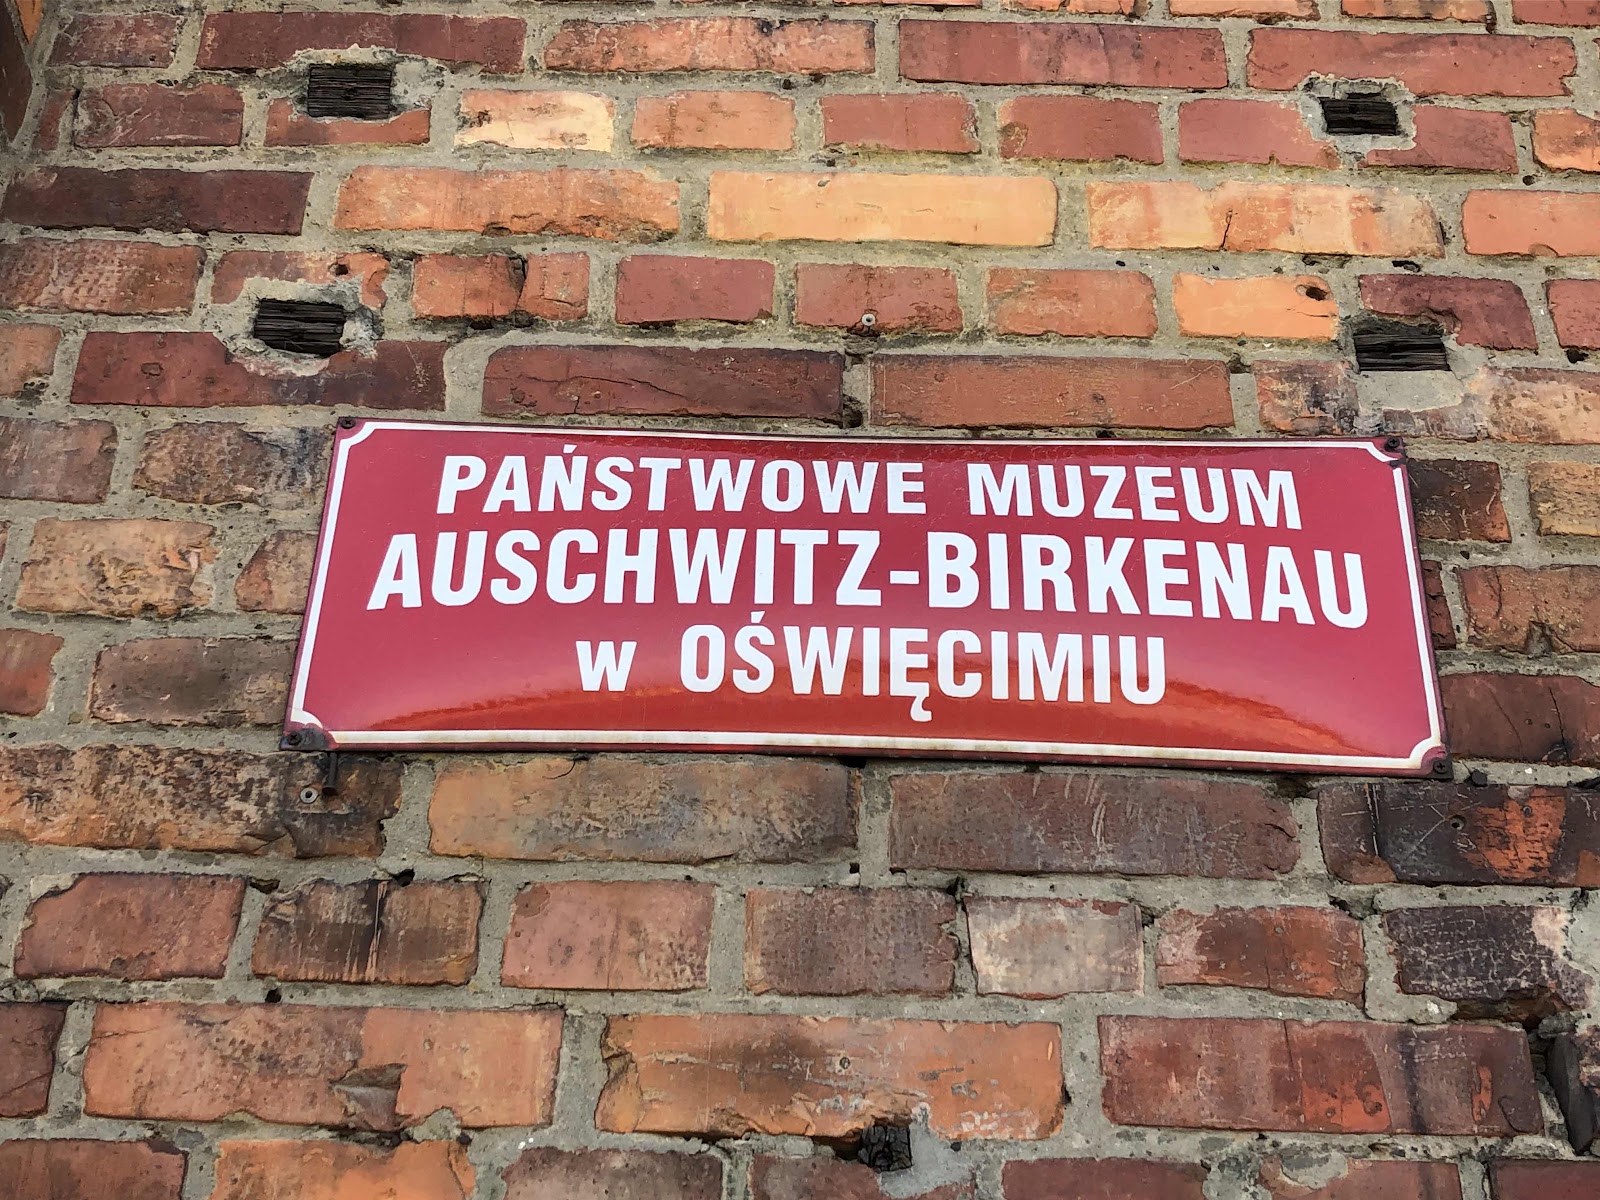 PAŃSTWOWE MUZEUM
AUSCHWITZ-BIRKENAU
w OŚWIĘCIMIU